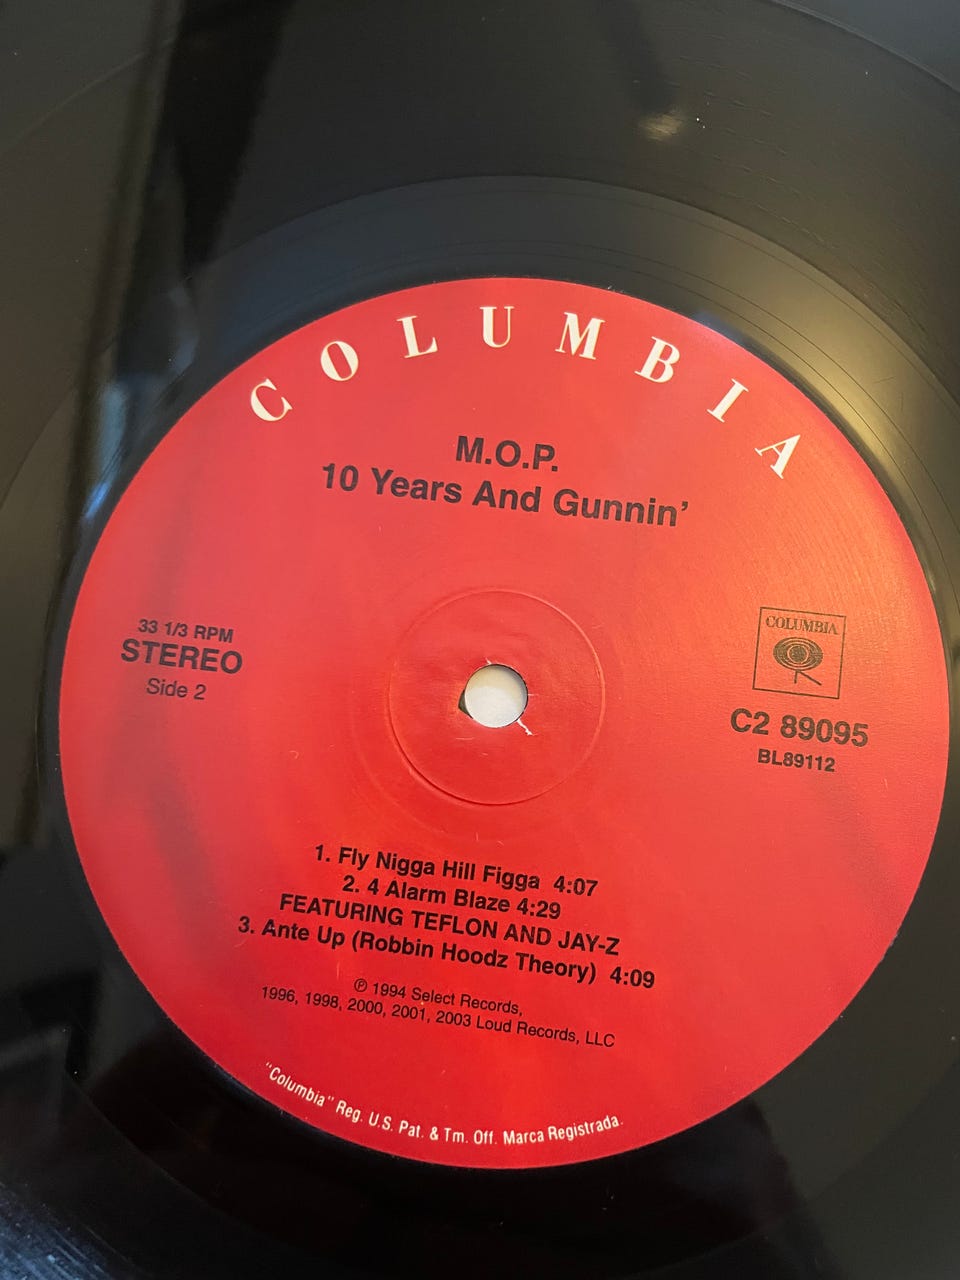 COLUMBIA
M.O.P.
10 Years And Gunnin'
33 1/3 RPM
STEREO
Side 2
COLUMBIA
C2 89095
BL89112
1. Fly Nigga Hill Figga 4:07
2. 4 Alarm Blaze 4:29
FEATURING TEFLON AND JAY-Z
3. Ante Up (Robbin Hoodz Theory) 4:09
℗ 1994 Select Records,
1996, 1998, 2000, 2001, 2003 Loud Records, LLC
"Columbia" Reg. U.S. Pat. & Tm. Off. Marca Registrada.